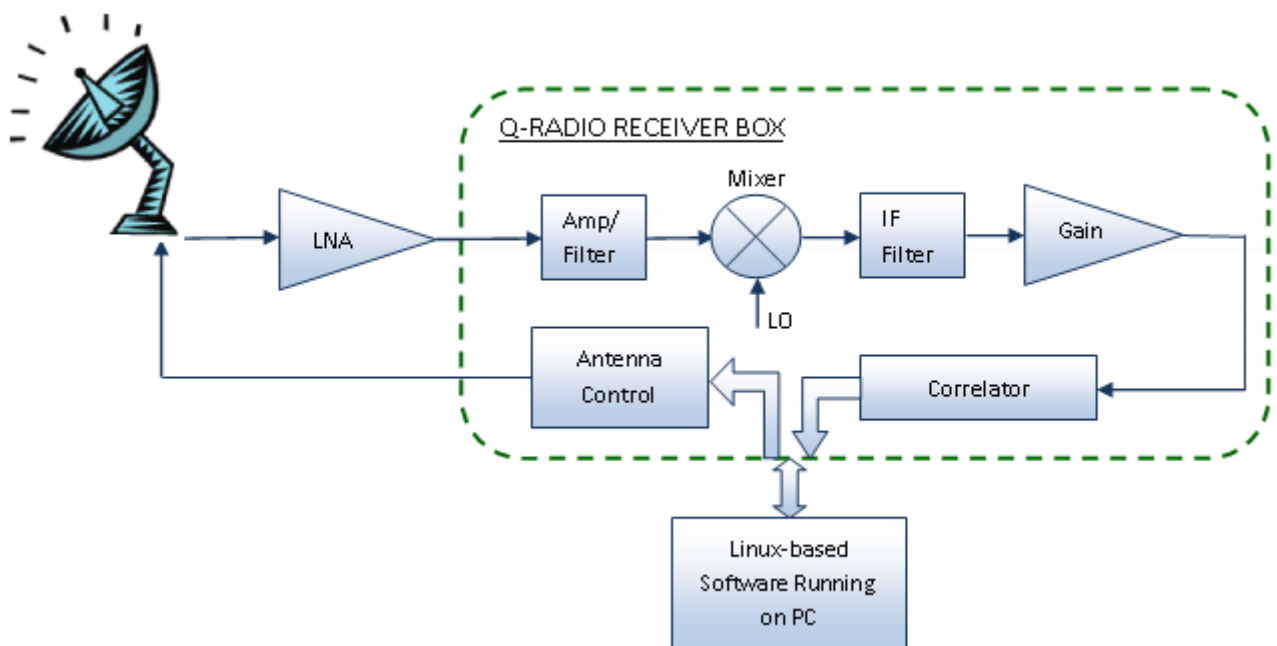 Q-RADIO RECEIVER BOX
Mixer
LNA
Amp/
Filter
IF
Filter
Gain
LO
Antenna
Control
Correlator
Linux-based
Software Running
on PC